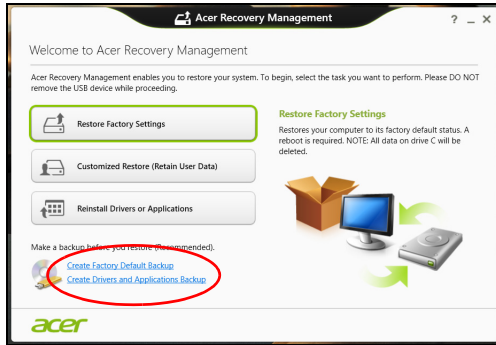 Acer Recovery Management
? _ X
Welcome to Acer Recovery Management
Acer Recovery Management enables you to restore your system. To begin, select the task you want to perform. Please DO NOT
remove the USB device while proceeding.
Restore Factory Settings
Customized Restore (Retain User Data)
Reinstall Drivers or Applications
Restore Factory Settings
Restores your computer to its factory default status. A
reboot is required. NOTE: All data on drive C will be
deleted.
Make a backup before you restore (Recommended).
Create Factory Default Backup
Create Drivers and Applications Backup
acer